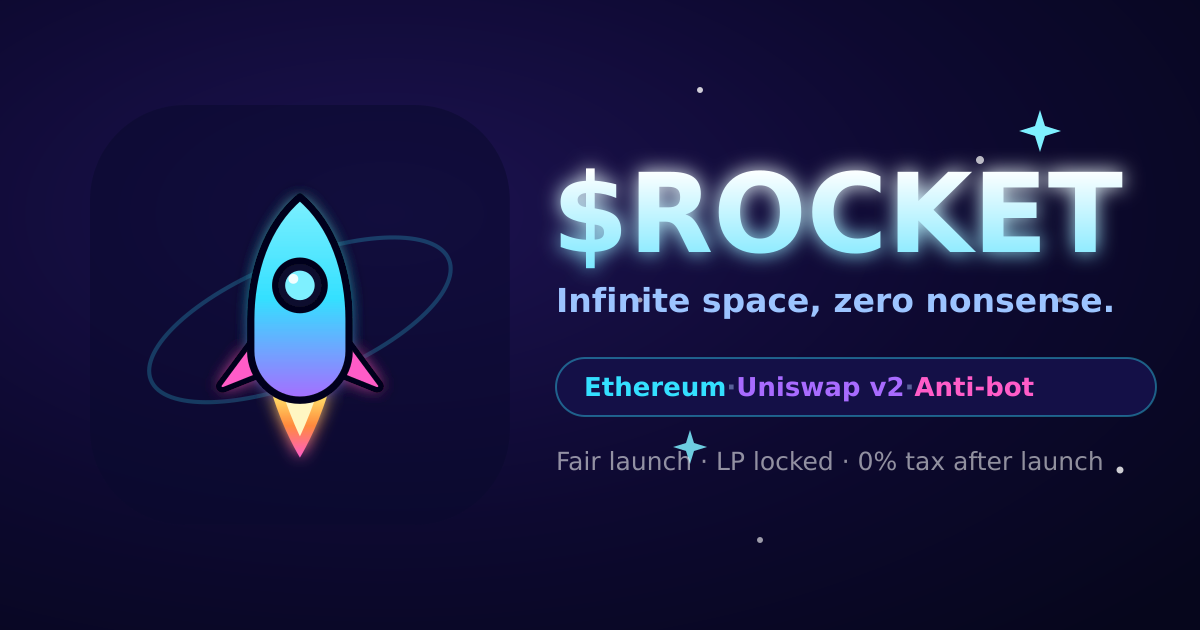 $ROCKET
Infinite space, zero nonsense.
Ethereum·Uniswap v2·Anti-bot
Fair launch · LP locked · 0% tax after launch